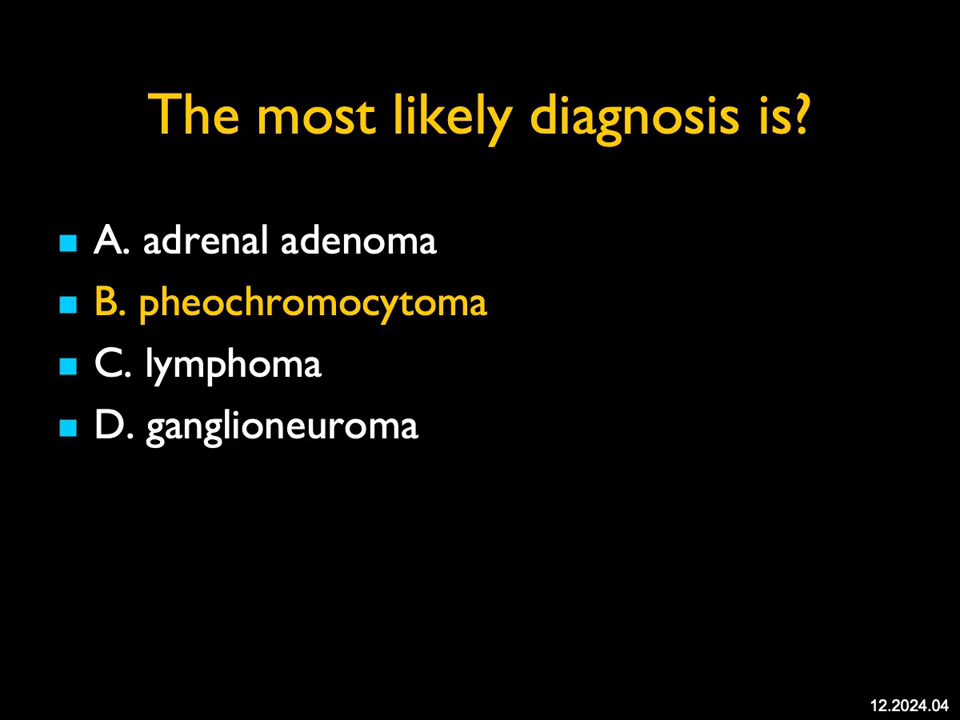 The most likely diagnosis is?
A. adrenal adenoma
B. pheochromocytoma
C. lymphoma
D. ganglioneuroma
12.2024.04